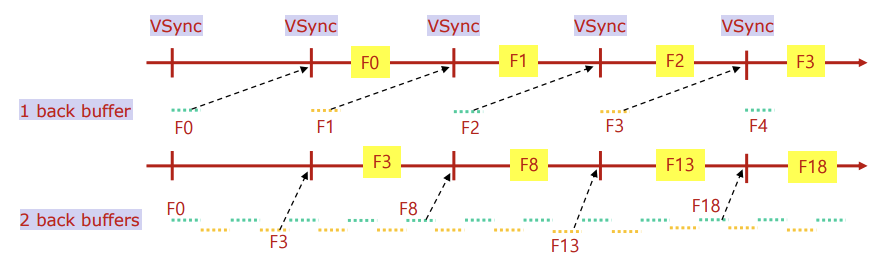 VSync VSync VSync VSync VSync
F0 F1 F2 F3
1 back buffer
F0 F1 F2 F3 F4
F3 F8 F13 F18
F0 F8 F18
2 back buffers
F3 F13